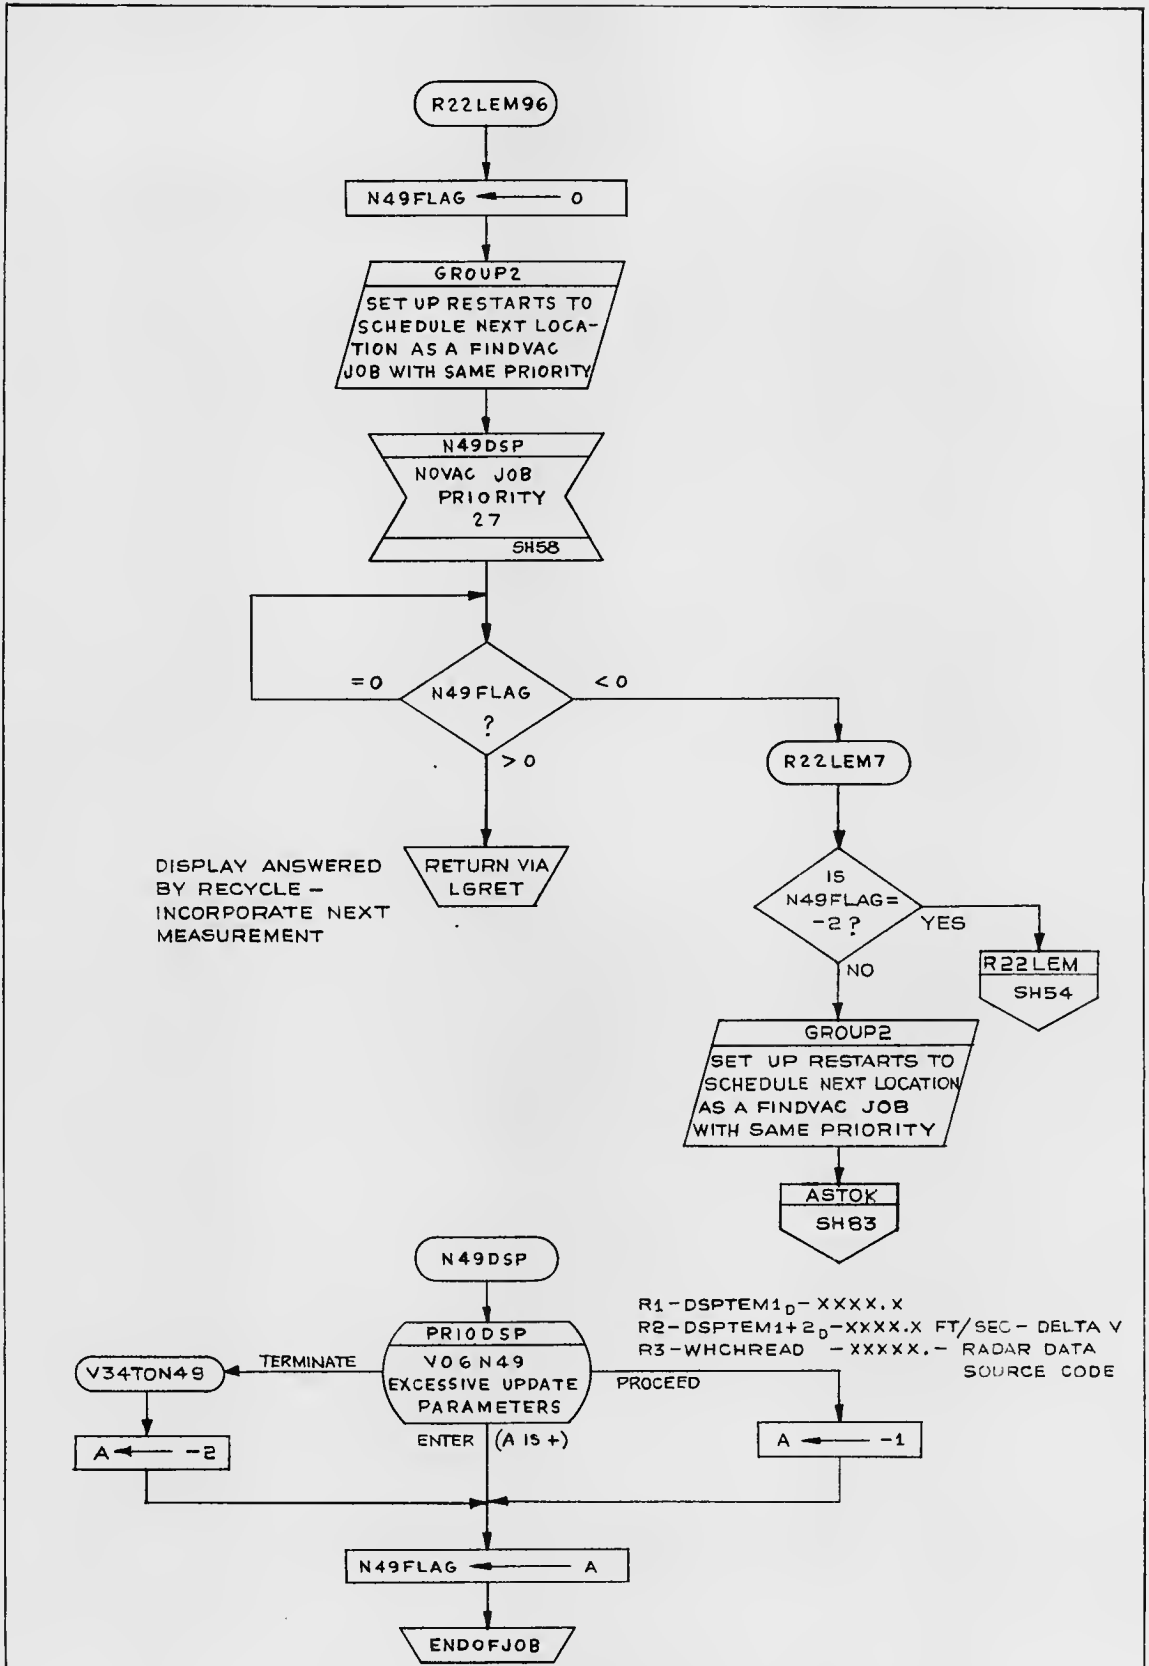 R22LEM96
N49FLAG ← 0
GROUP2
SET UP RESTARTS TO
SCHEDULE NEXT LOCA-
TION AS A FINDVAC
JOB WITH SAME PRIORITY
N49DSP
NOVAC JOB
PRIORITY
27
SH58
= 0
N49FLAG
?
< 0
> 0
R22LEM7
DISPLAY ANSWERED
BY RECYCLE –
INCORPORATE NEXT
MEASUREMENT
RETURN VIA
LGRET
IS
N49FLAG=
-2?
YES
NO
R22LEM
SH54
GROUP2
SET UP RESTARTS TO
SCHEDULE NEXT LOCATION
AS A FINDVAC JOB
WITH SAME PRIORITY
ASTOK
SH83
N49DSP
R1-DSPTEM1D-XXXX.X
R2-DSPTEM1+2D-XXXX.X FT/SEC-DELTA V
R3-WHCHREAD -XXXXX.- RADAR DATA
SOURCE CODE
PRIODSP
V06N49
EXCESSIVE UPDATE
PARAMETERS
TERMINATE
PROCEED
V34TON49
ENTER (A IS +)
A ← -2
A ← -1
N49FLAG ← A
ENDOFJOB